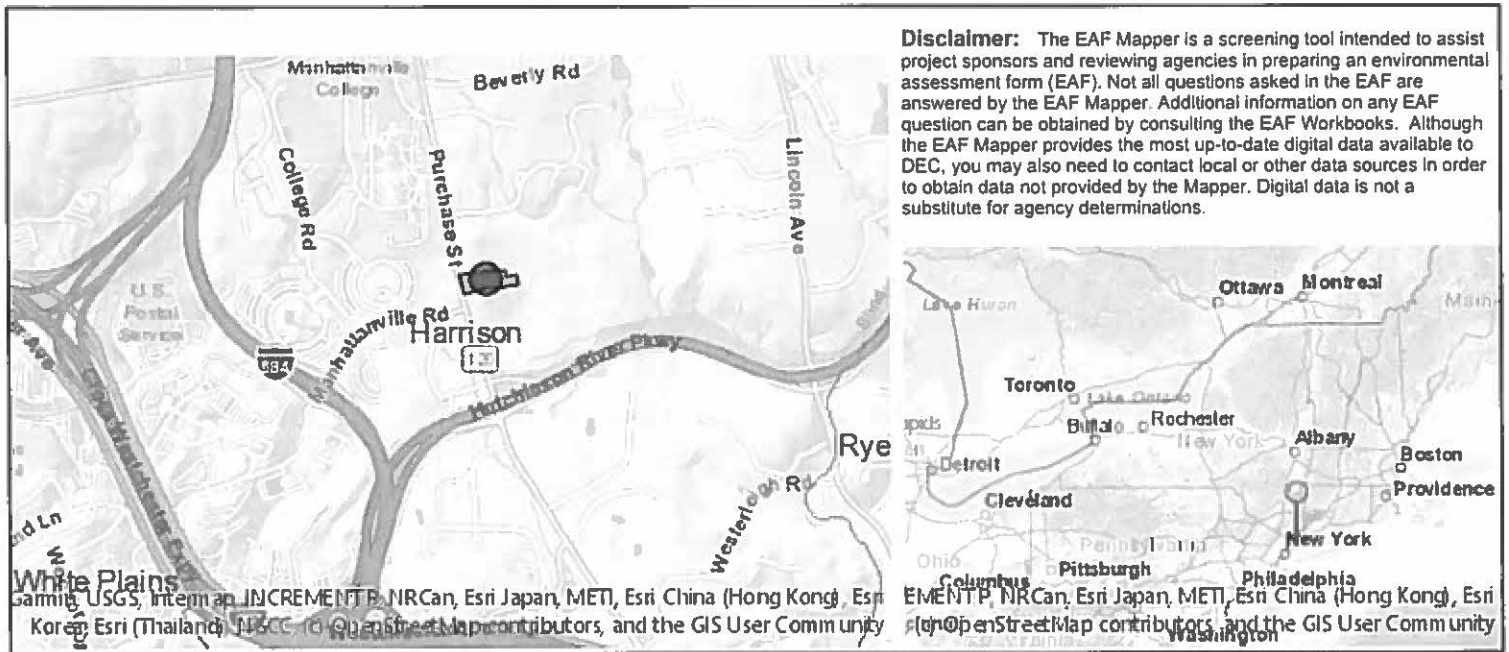 Disclaimer: The EAF Mapper is a screening tool intended to assist
project sponsors and reviewing agencies in preparing an environmental
assessment form (EAF). Not all questions asked in the EAF are
answered by the EAF Mapper. Additional information on any EAF
question can be obtained by consulting the EAF Workbooks. Although
the EAF Mapper provides the most up-to-date digital data available to
DEC, you may also need to contact local or other data sources in order
to obtain data not provided by the Mapper. Digital data is not a
substitute for agency determinations.
Manhattanville
College
Beverly Rd
College Rd
Purchase St
Lincoln Ave
U.S.
Postal
Service
Manhattanville Rd
Harrison
684
Hutchinson River Pkwy
Cross Westchester Expy
Rye
Westerleigh Rd
White Plains
Garmin, USGS, Intermap, INCREMENT P, NRCan, Esri Japan, METI, Esri China (Hong Kong), Esri
Korea, Esri (Thailand), NGCC, (c) OpenStreetMap contributors, and the GIS User Community
Ottawa
Montreal
Lake Huron
Toronto
Lake Ontario
Rochester
Buffalo
New York
Albany
Boston
Detroit
Providence
Cleveland
New York
Pennsylvania
Ohio
Pittsburgh
Columbus
Philadelphia
EMENT P, NRCan, Esri Japan, METI, Esri China (Hong Kong), Esri
OpenStreetMap contributors, and the GIS User Community
Washington